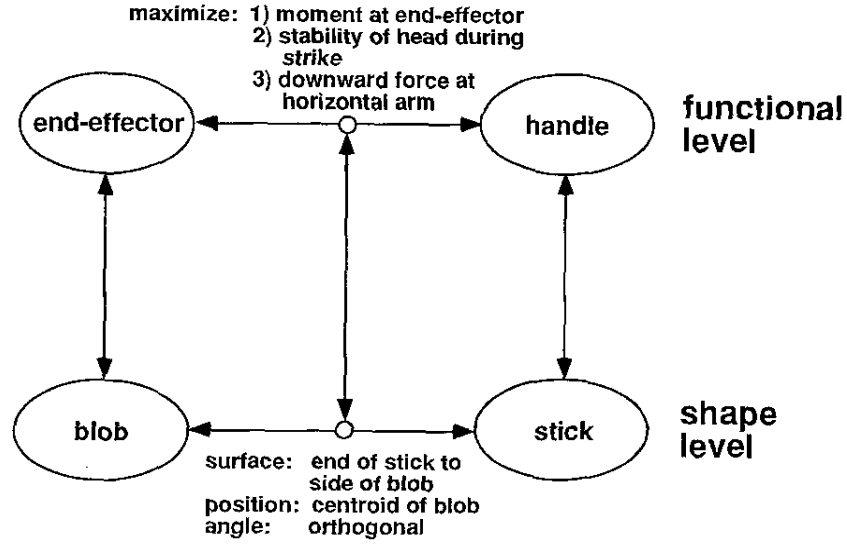 maximize: 1) moment at end-effector
2) stability of head during
strike
3) downward force at
horizontal arm
end-effector
handle
functional
level
blob
stick
shape
level
surface: end of stick to
side of blob
position: centroid of blob
angle: orthogonal